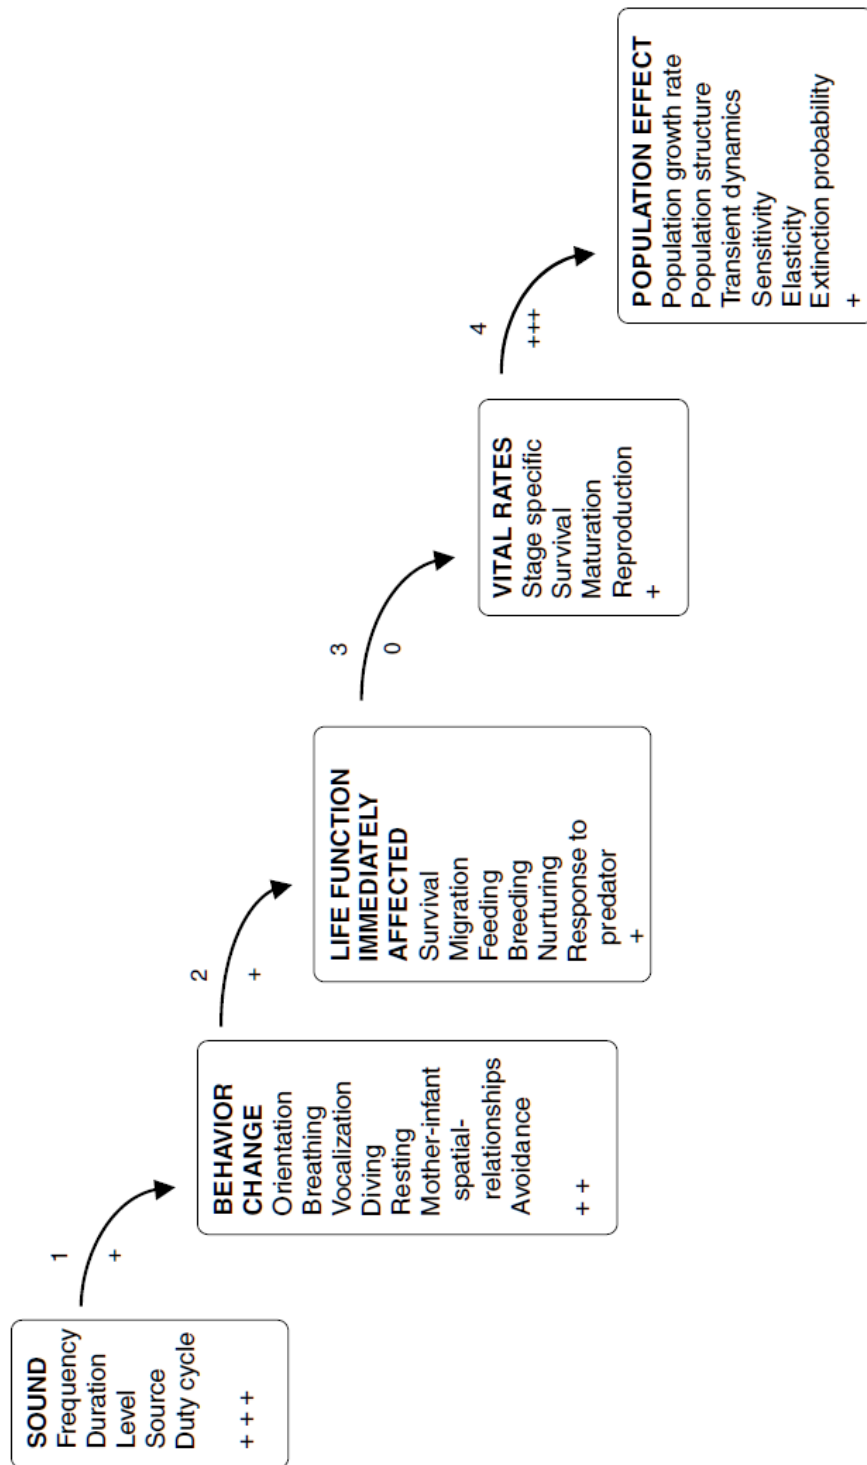 SOUND
Frequency
Duration
Level
Source
Duty cycle
+ + +
1
+
BEHAVIOR
CHANGE
Orientation
Breathing
Vocalization
Diving
Resting
Mother-infant
spatial-
relationships
Avoidance
+ +
2
+
LIFE FUNCTION
IMMEDIATELY
AFFECTED
Survival
Migration
Feeding
Breeding
Nurturing
Response to
predator
+
3
0
VITAL RATES
Stage specific
Survival
Maturation
Reproduction
+
4
+++
POPULATION EFFECT
Population growth rate
Population structure
Transient dynamics
Sensitivity
Elasticity
Extinction probability
+